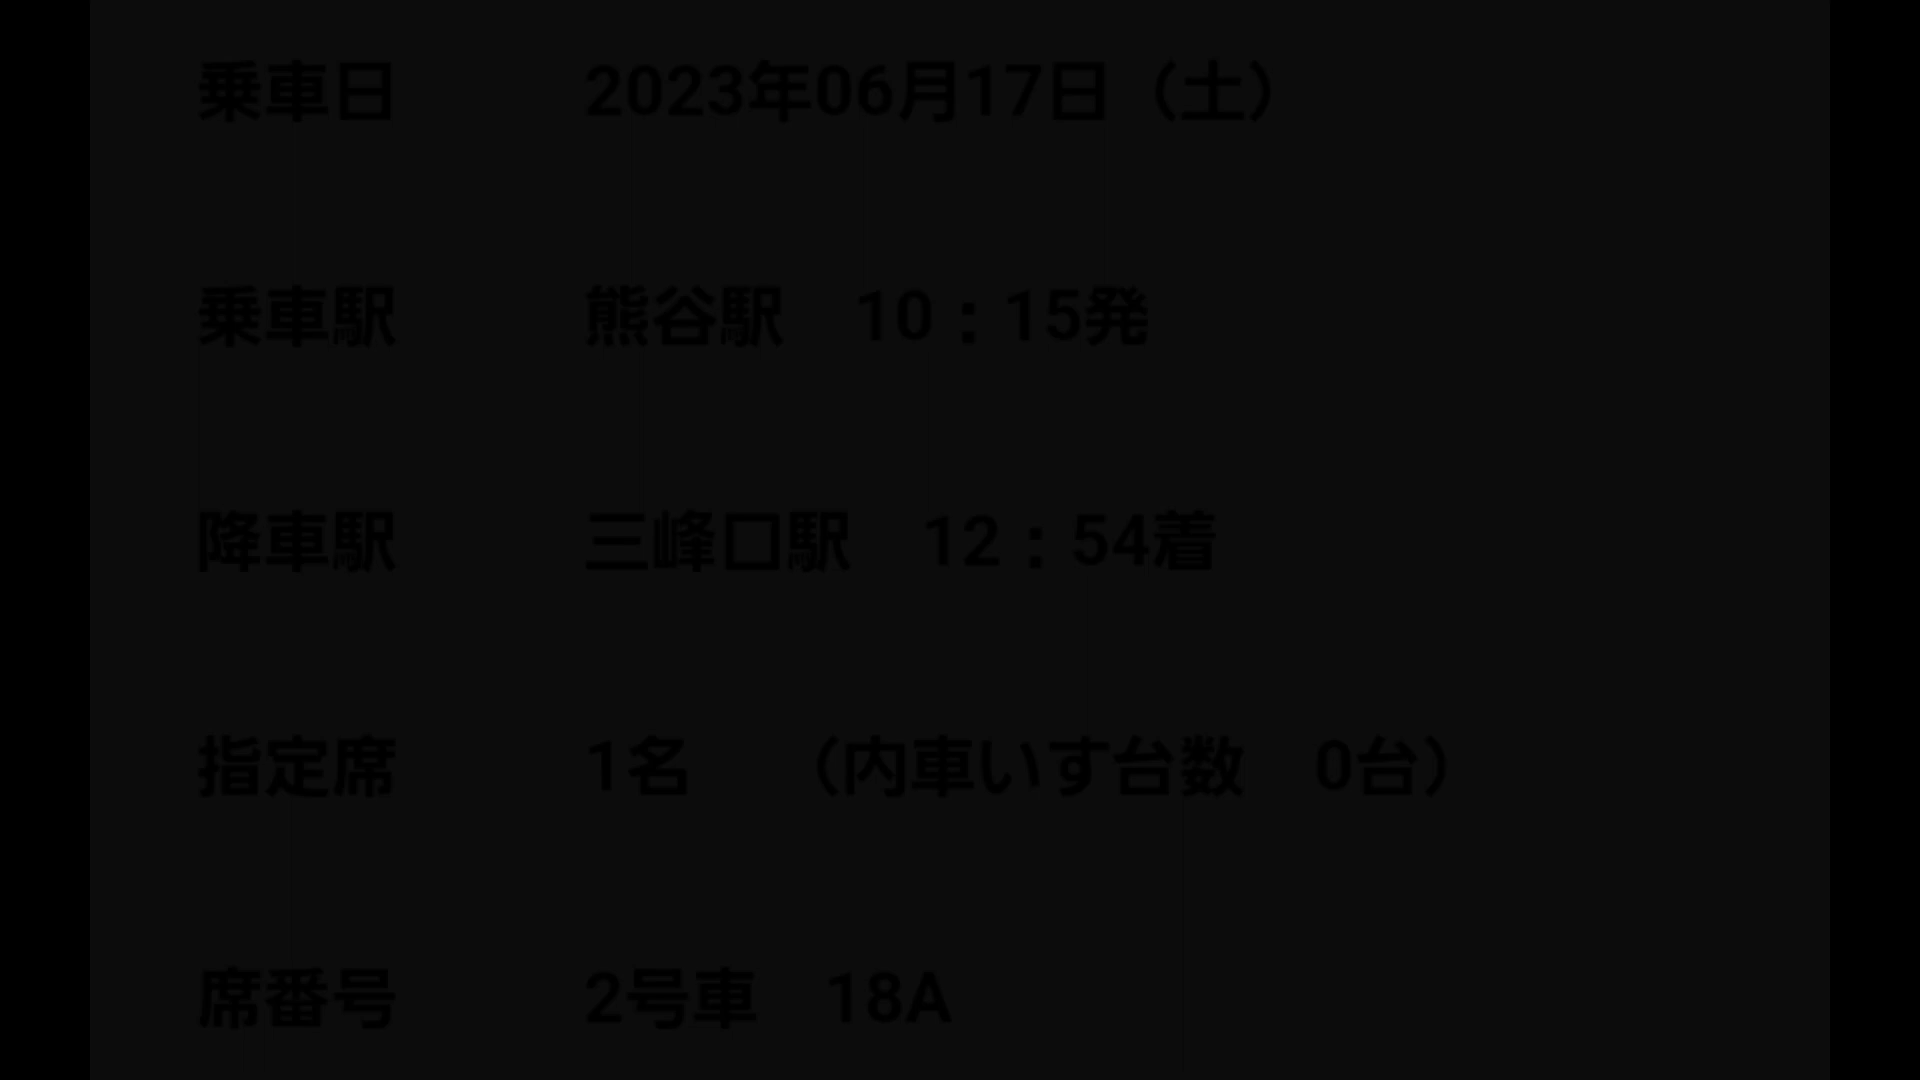 乗車日　2023年06月17日（土）
乗車駅　熊谷駅　10：15発
降車駅　三峰口駅　12：54着
指定席　1名　（内車いす台数　0台）
席番号　2号車　18A